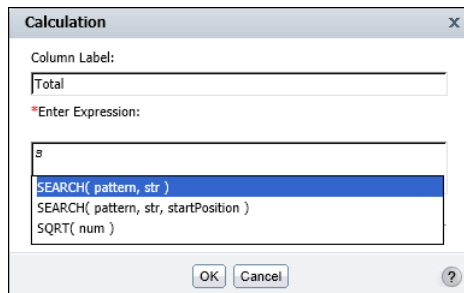 Calculation
x
Column Label:
Total
*Enter Expression:
s
SEARCH( pattern, str )
SEARCH( pattern, str, startPosition )
SQRT( num )
OK Cancel
?